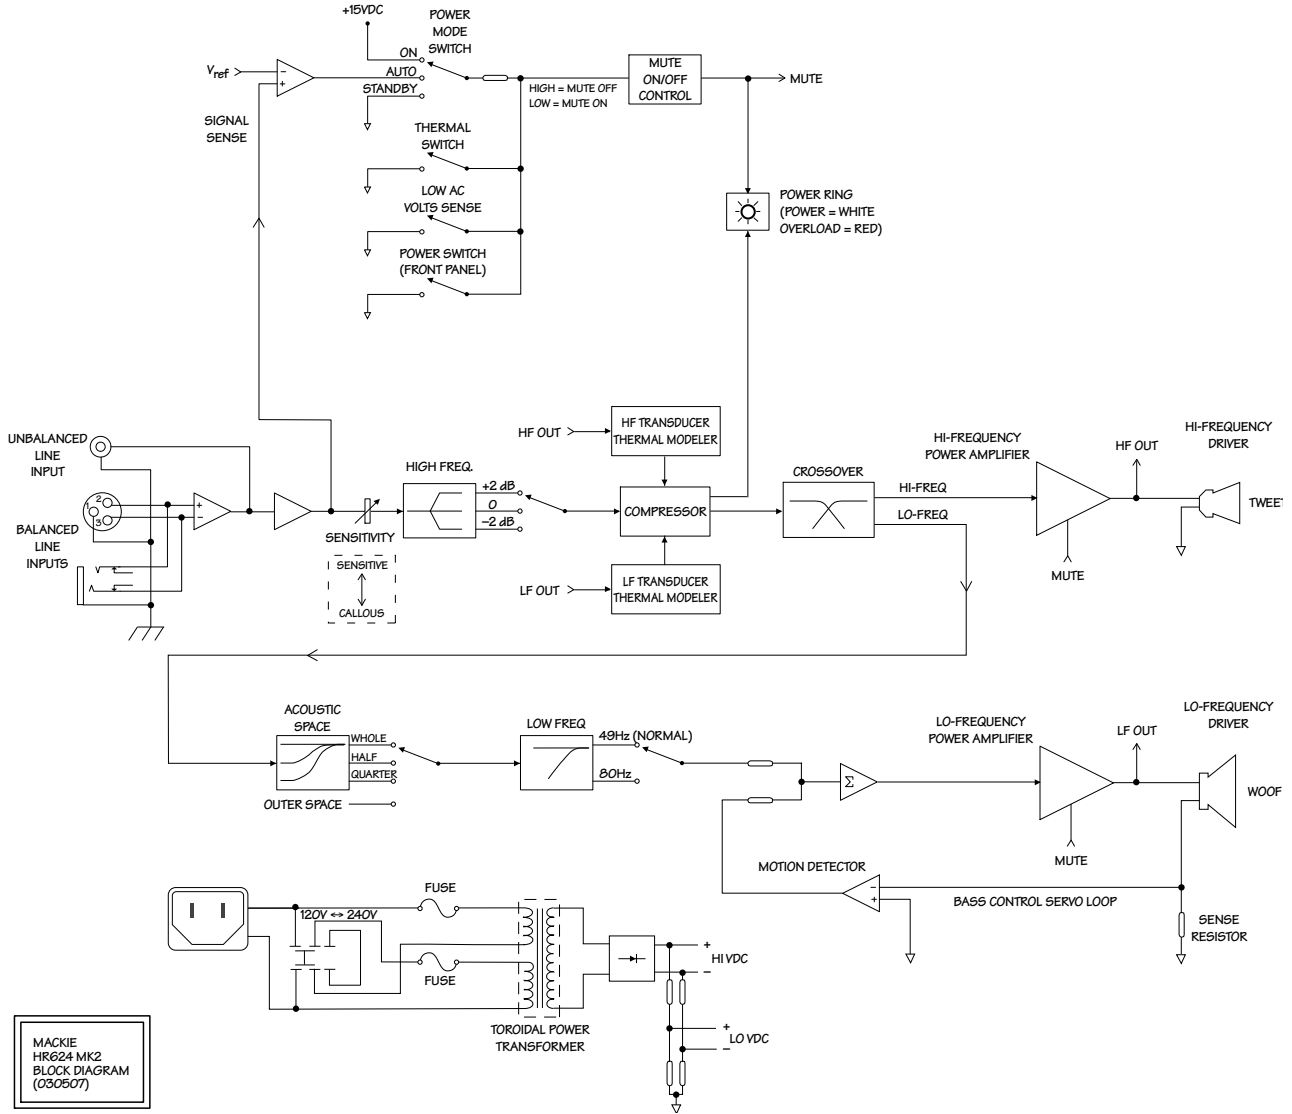 +15VDC
POWER
MODE
SWITCH
ON
AUTO
STANDBY
Vref
−
+
SIGNAL
SENSE
HIGH = MUTE OFF
LOW = MUTE ON
MUTE
ON/OFF
CONTROL
MUTE
THERMAL
SWITCH
LOW AC
VOLTS SENSE
POWER SWITCH
(FRONT PANEL)
POWER RING
(POWER = WHITE
OVERLOAD = RED)
UNBALANCED
LINE
INPUT
BALANCED
LINE
INPUTS
2
1
3
+
−
SENSITIVITY
SENSITIVE
CALLOUS
HIGH FREQ.
+2 dB
0
−2 dB
HF OUT
HF TRANSDUCER
THERMAL MODELER
COMPRESSOR
LF OUT
LF TRANSDUCER
THERMAL MODELER
CROSSOVER
HI-FREQ
LO-FREQ
HI-FREQUENCY
POWER AMPLIFIER
MUTE
HF OUT
HI-FREQUENCY
DRIVER
TWEET
ACOUSTIC
SPACE
WHOLE
HALF
QUARTER
OUTER SPACE
LOW FREQ
49Hz (NORMAL)
80Hz
Σ
LO-FREQUENCY
POWER AMPLIFIER
MUTE
LF OUT
LO-FREQUENCY
DRIVER
WOOF
MOTION DETECTOR
−
+
BASS CONTROL SERVO LOOP
SENSE
RESISTOR
120V ↔ 240V
FUSE
FUSE
TOROIDAL POWER
TRANSFORMER
+
HI VDC
−
+
LO VDC
−
MACKIE
HR624 MK2
BLOCK DIAGRAM
(030507)